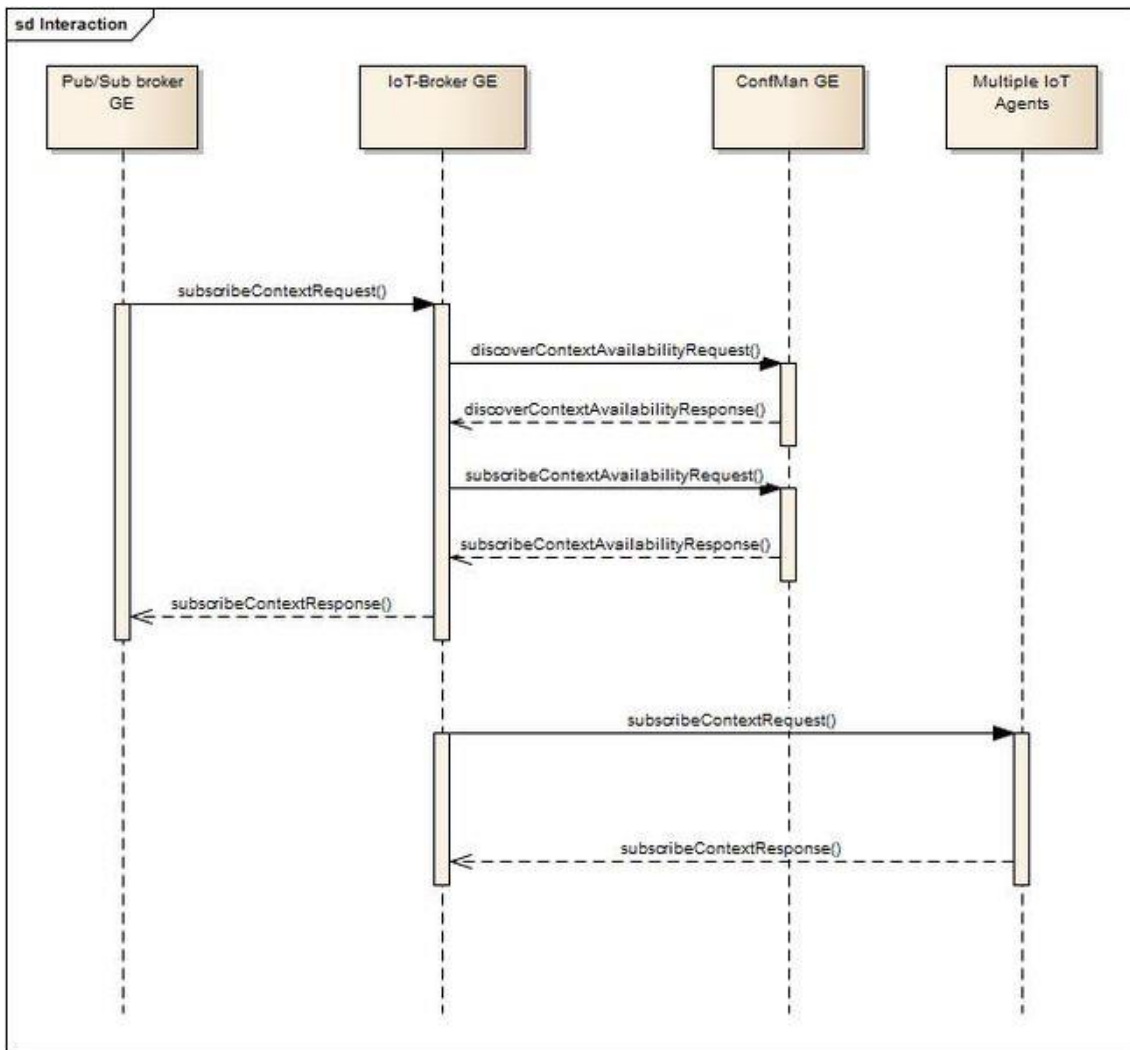 sd Interaction
Pub/Sub broker
GE
IoT-Broker GE
ConfMan GE
Multiple IoT
Agents
subscribeContextRequest()
discoverContextAvailabilityRequest()
discoverContextAvailabilityResponse()
subscribeContextAvailabilityRequest()
subscribeContextAvailabilityResponse()
subscribeContextResponse()
subscribeContextRequest()
subscribeContextResponse()